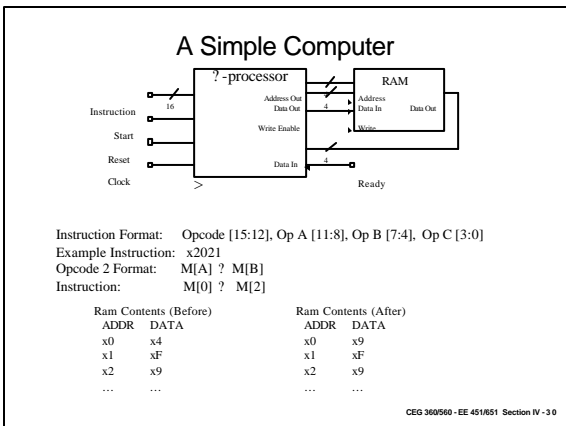 A Simple Computer
?-processor
RAM
16
Address Out
Data Out
4
Address
Data In
Data Out
Instruction
Start
Write Enable
Write
Reset
Data In
4
Clock
>
Ready
Instruction Format: Opcode [15:12], Op A [11:8], Op B [7:4], Op C [3:0]
Example Instruction: x2021
Opcode 2 Format: M[A] ? M[B]
Instruction: M[0] ? M[2]
Ram Contents (Before) Ram Contents (After)
ADDR DATA ADDR DATA
x0 x4 x0 x9
x1 xF x1 xF
x2 x9 x2 x9
… … … …
CEG 360/560 - EE 451/651 Section IV - 3 0